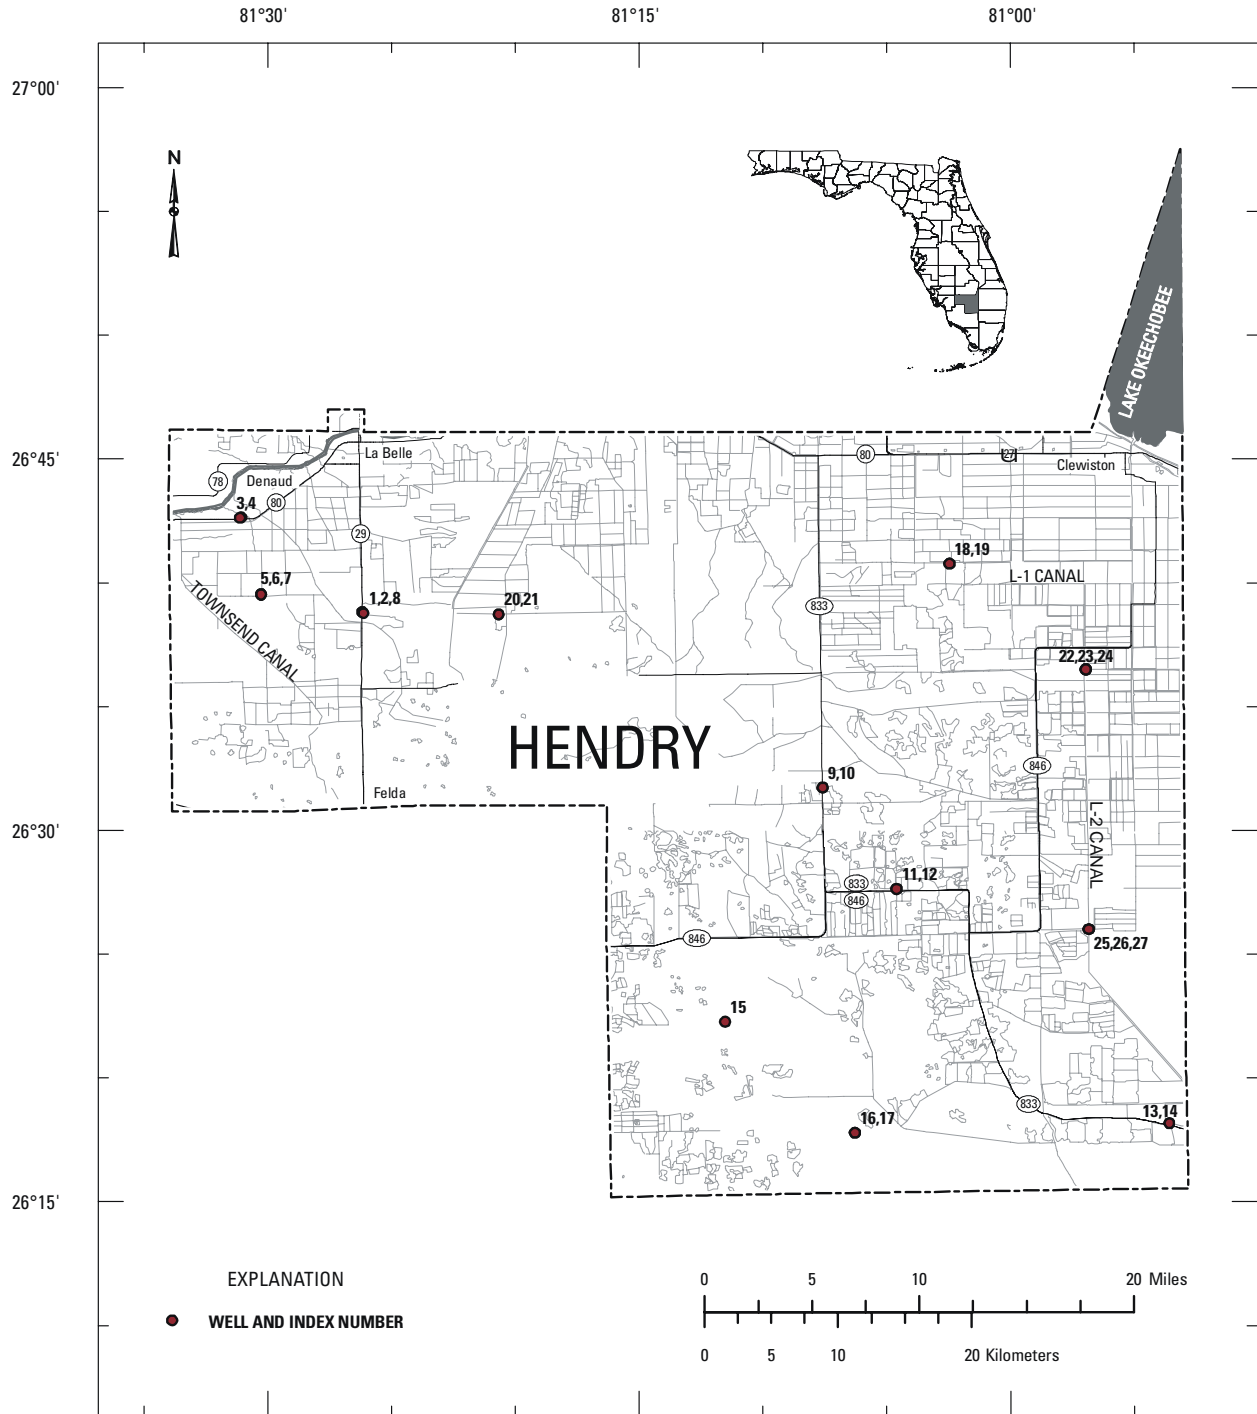 81°30' 81°15' 81°00'
27°00'
N
LAKE OKEECHOBEE
26°45'
La Belle
80
27
Clewiston
78
Denaud
80
3,4
29
18,19
L-1 CANAL
5,6,7
1,2,8
20,21
833
TOWNSEND CANAL
22,23,24
HENDRY
846
9,10
Felda
L-2 CANAL
26°30'
11,12
833
846
846
25,26,27
15
833
13,14
16,17
26°15'
EXPLANATION
WELL AND INDEX NUMBER
0 5 10 20 Miles
0 5 10 20 Kilometers